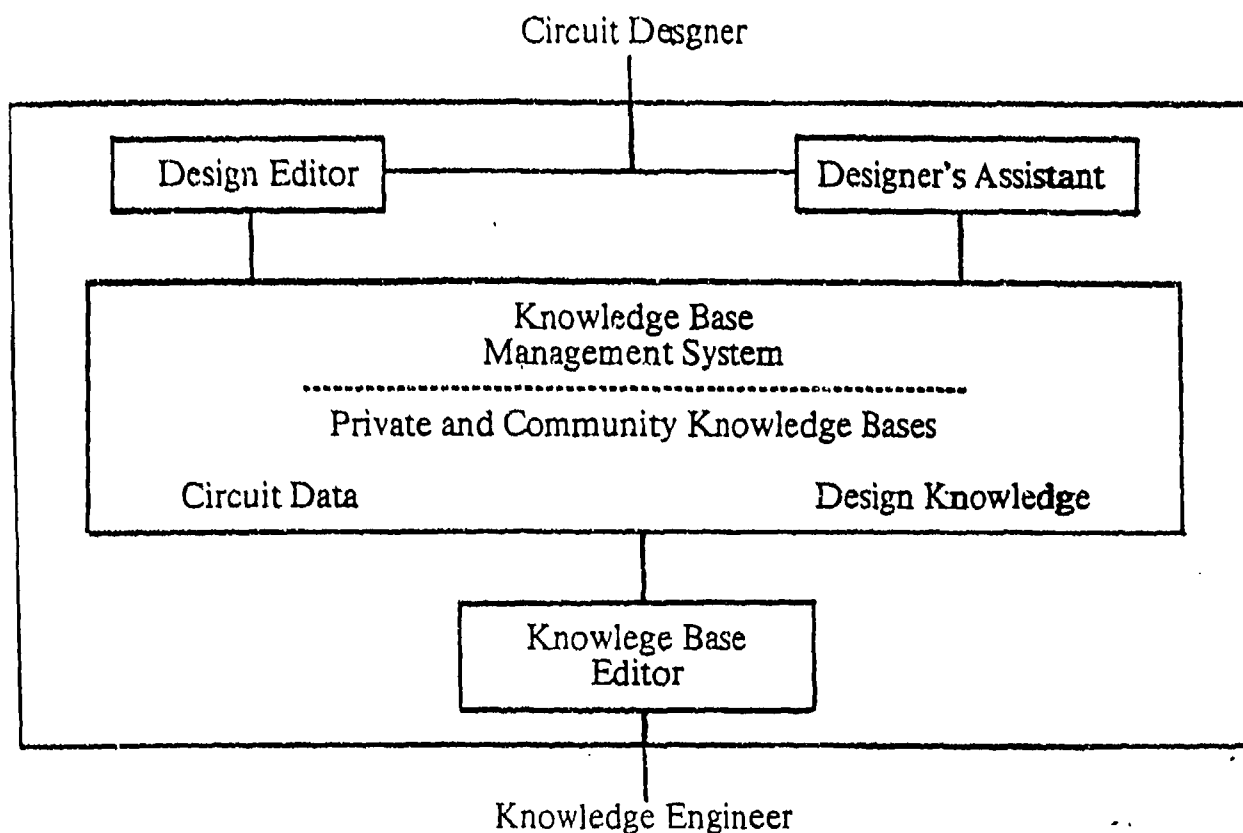 Circuit Desgner
Design Editor
Designer's Assistant
Knowledge Base
Management System
Private and Community Knowledge Bases
Circuit Data
Design Knowledge
Knowlege Base
Editor
Knowledge Engineer